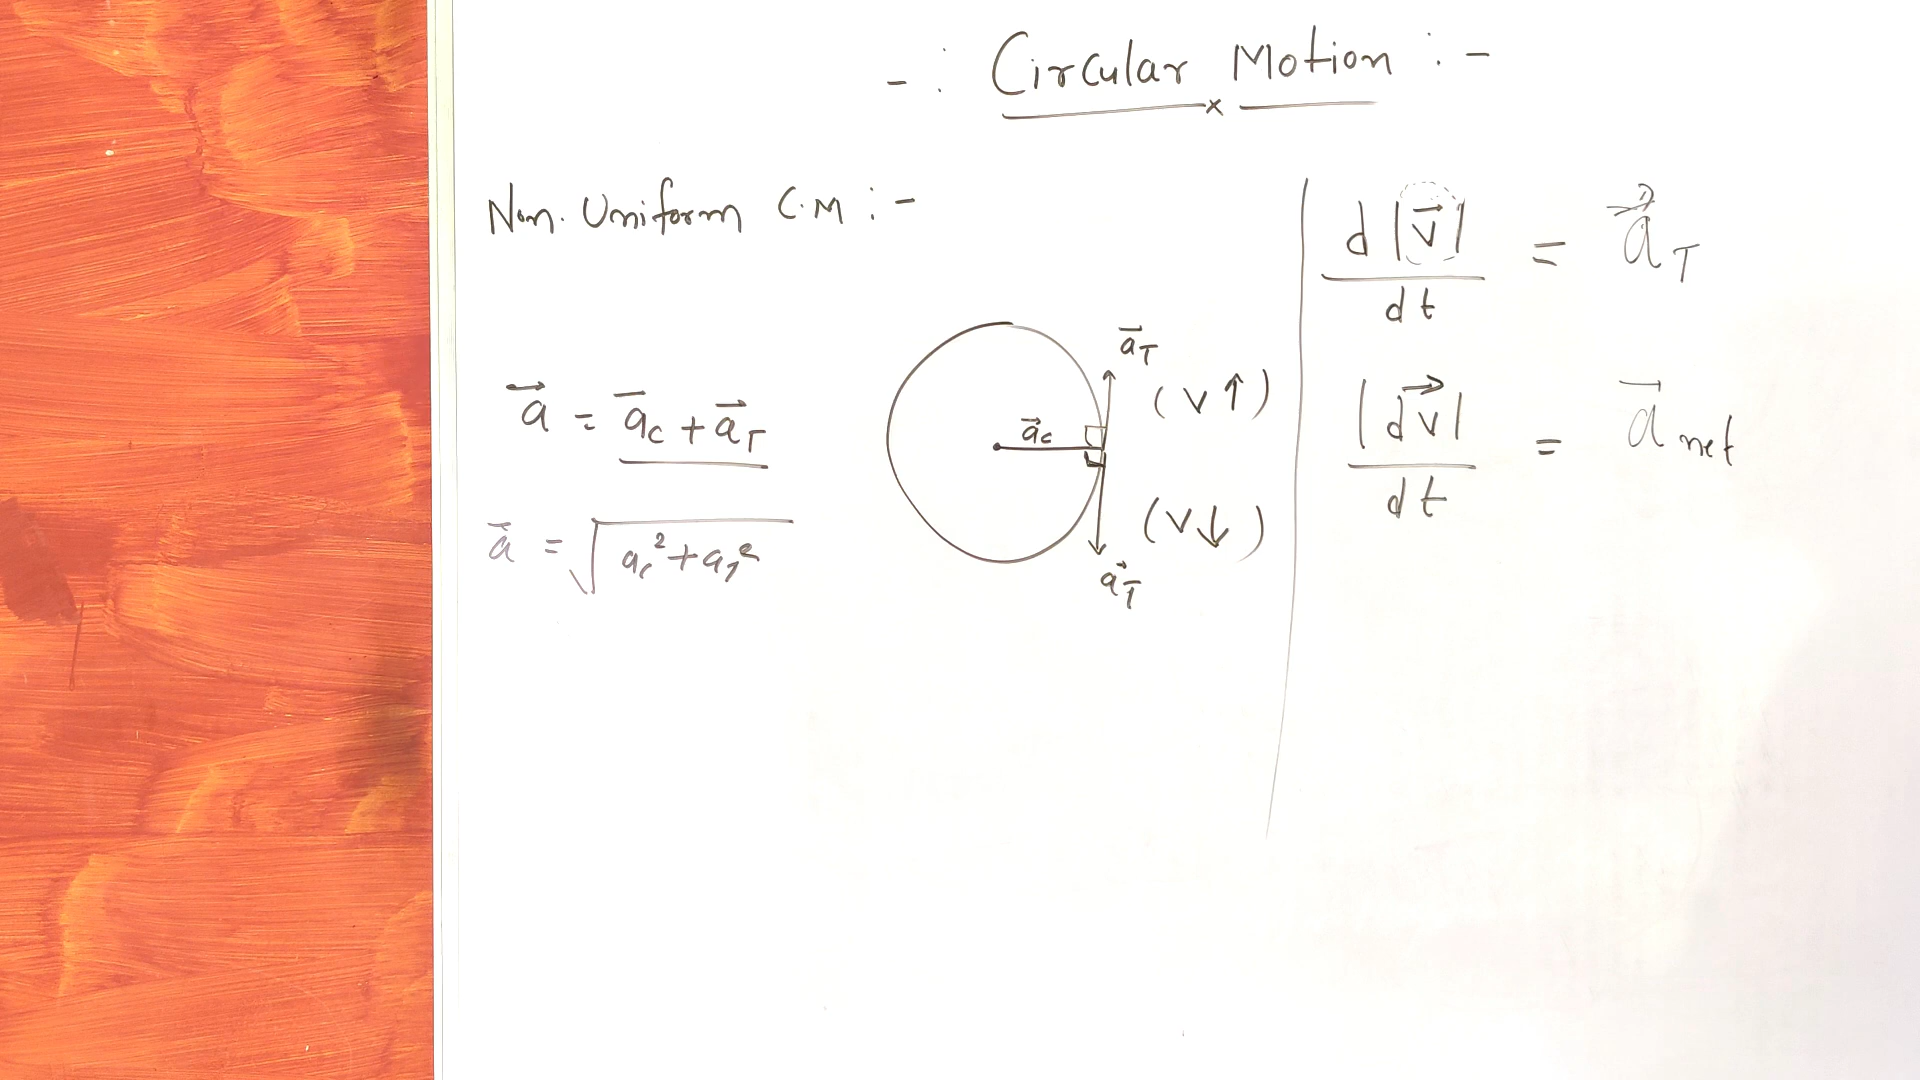 -: Circular Motion :-
Non. Uniform C.M :-
a⃗ = a⃗c + a⃗T
a⃗ = √(ac² + aT²)
a⃗T
(v↑)
a⃗c
(v↓)
a⃗T
d|v⃗| / dt = a⃗T
|dv⃗| / dt = a⃗net